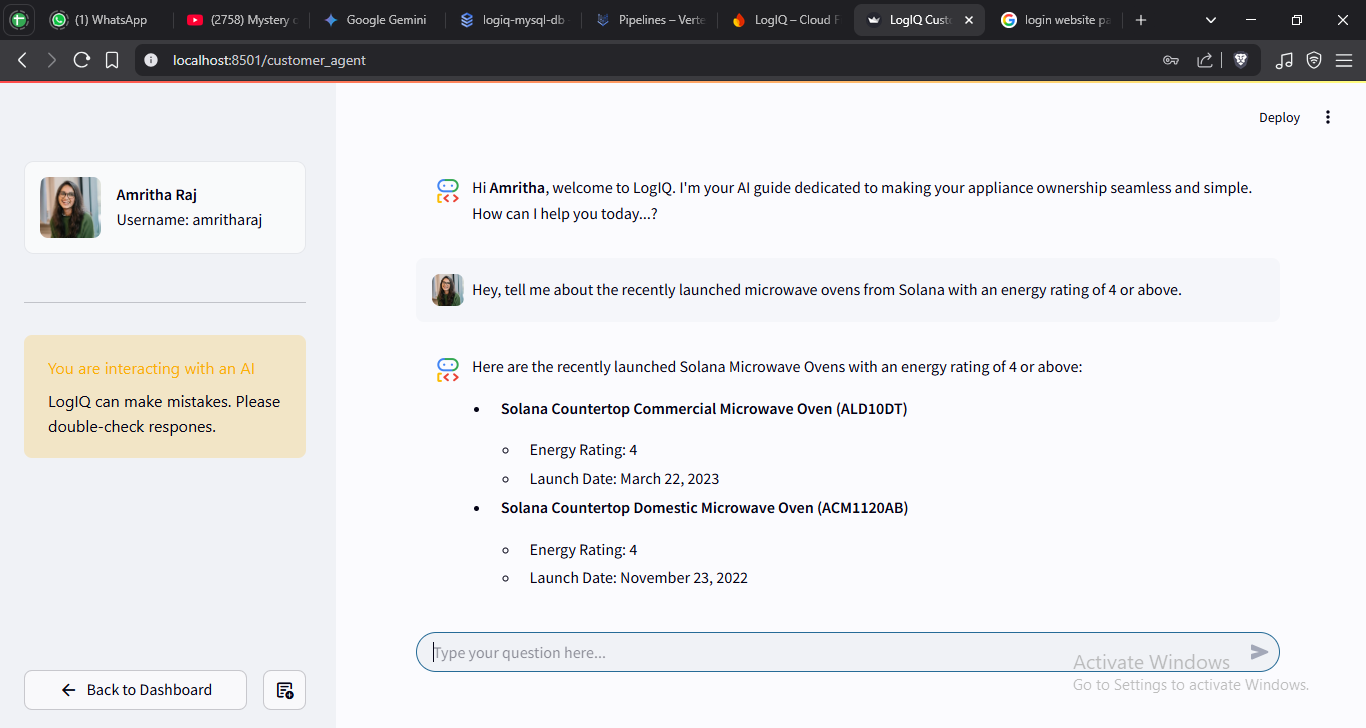 (1) WhatsApp
(2758) Mystery
Google Gemini
logiq-mysql-db
Pipelines – Verte
LogIQ – Cloud F
LogIQ Cust
login website pa
localhost:8501/customer_agent
Deploy
Amritha Raj
Username: amritharaj
You are interacting with an AI
LogIQ can make mistakes. Please
double-check respones.
Back to Dashboard
Hi Amritha, welcome to LogIQ. I'm your AI guide dedicated to making your appliance ownership seamless and simple.
How can I help you today...?
Hey, tell me about the recently launched microwave ovens from Solana with an energy rating of 4 or above.
Here are the recently launched Solana Microwave Ovens with an energy rating of 4 or above:
• Solana Countertop Commercial Microwave Oven (ALD10DT)
◦ Energy Rating: 4
◦ Launch Date: March 22, 2023
• Solana Countertop Domestic Microwave Oven (ACM1120AB)
◦ Energy Rating: 4
◦ Launch Date: November 23, 2022
Type your question here...
Activate Windows
Go to Settings to activate Windows.